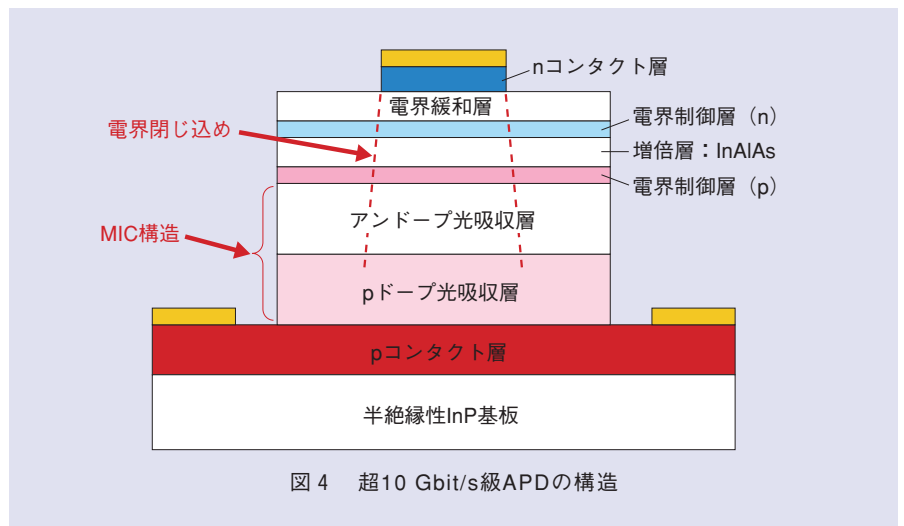 nコンタクト層
電界緩和層
電界閉じ込め
電界制御層（n）
増倍層：InAlAs
電界制御層（p）
アンドープ光吸収層
MIC構造
pドープ光吸収層
pコンタクト層
半絶縁性InP基板
図4 超10 Gbit/s級APDの構造